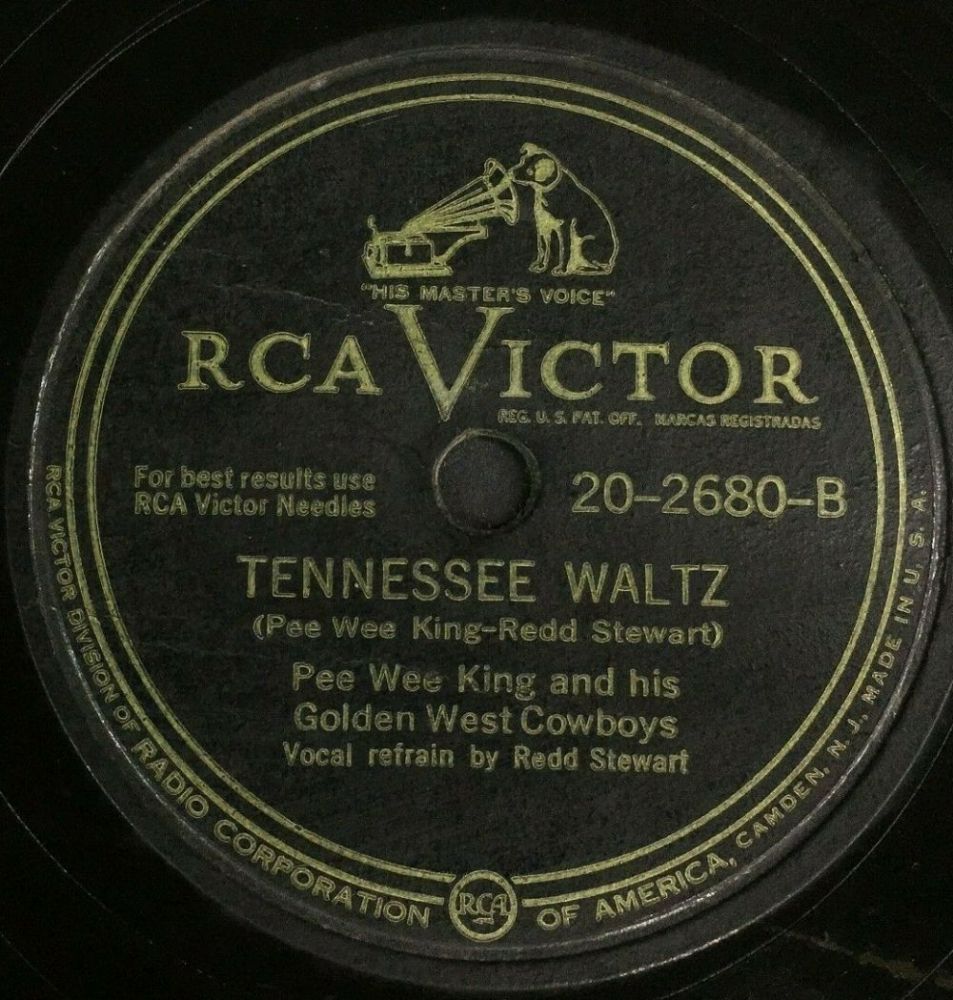 "HIS MASTER'S VOICE"
RCA VICTOR
REG. U. S. PAT. OFF. MARCAS REGISTRADAS
For best results use
RCA Victor Needles
20-2680-B
TENNESSEE WALTZ
(Pee Wee King-Redd Stewart)
Pee Wee King and his
Golden West Cowboys
Vocal refrain by Redd Stewart
RCA VICTOR DIVISION OF RADIO CORPORATION OF AMERICA, CAMDEN, N. J. MADE IN U. S. A.
RCA